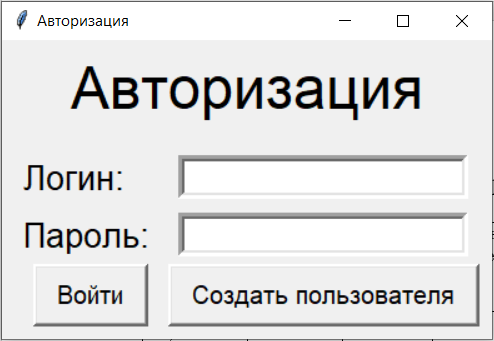 Авторизация
Авторизация
Логин:
Пароль:
Войти
Создать пользователя